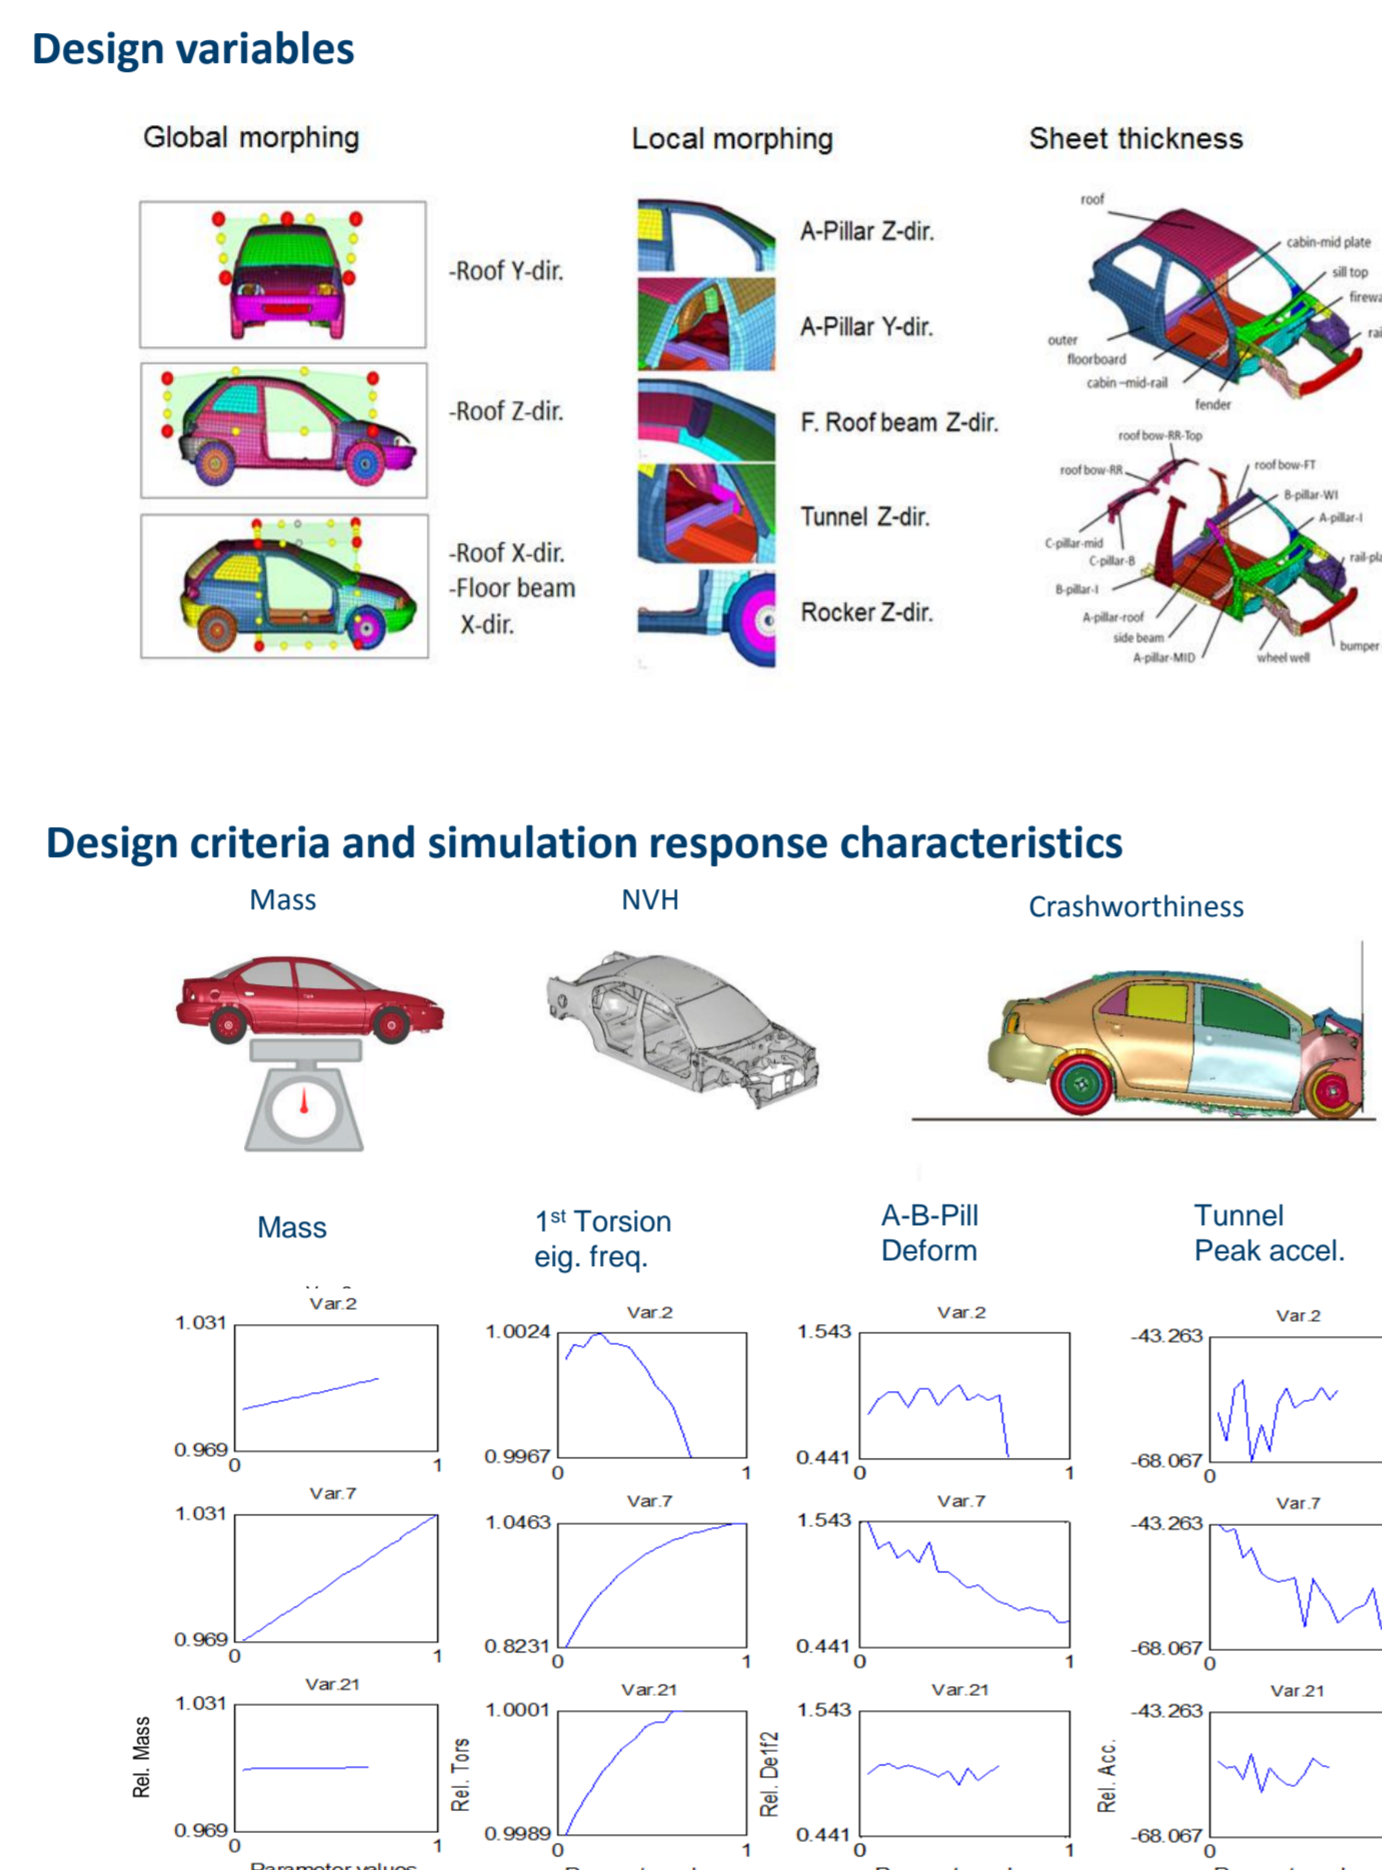 Design variables
Global morphing
Local morphing
Sheet thickness
-Roof Y-dir.
-Roof Z-dir.
-Roof X-dir.
-Floor beam
X-dir.
A-Pillar Z-dir.
A-Pillar Y-dir.
F. Roof beam Z-dir.
Tunnel Z-dir.
Rocker Z-dir.
roof
cabin-mid plate
sill top
firewa
rai
outer
floorboard
cabin-mid-rail
fender
roof bow-RR-Top
roof bow-RR
roof bow-FT
B-pillar-WI
A-pillar-I
C-pillar-mid
C-pillar-B
rail-pla
B-pillar-I
A-pillar-roof
side beam
A-pillar-MID
wheel well
bumper
Design criteria and simulation response characteristics
Mass
NVH
Crashworthiness
Mass
1st Torsion
eig. freq.
A-B-Pill
Deform
Tunnel
Peak accel.
Var.2
1.031
0.969
0
1
Var.2
1.0024
0.9967
0
1
Var.2
1.543
0.441
0
1
Var.2
-43.263
-68.067
0
Var.7
1.031
0.969
0
1
Var.7
1.0463
0.8231
0
1
Var.7
1.543
0.441
0
1
Var.7
-43.263
-68.067
0
Var.21
1.031
Rel. Mass
0.969
0
1
Parameter values
Var.21
1.0001
Rel. Tors
0.9989
0
1
Var.21
1.543
Rel. De1f2
0.441
0
1
Var.21
-43.263
Rel. Acc.
-68.067
0